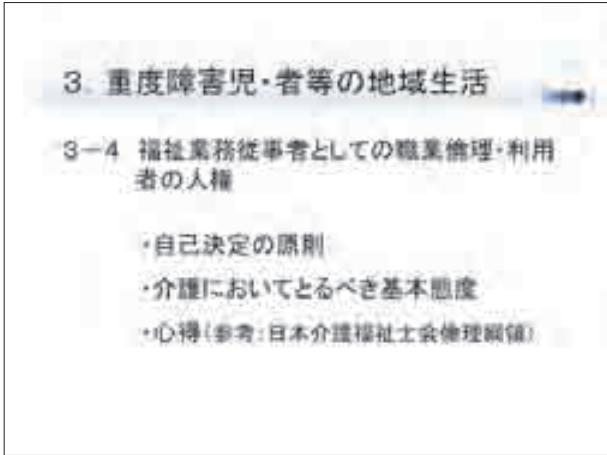 3. 重度障害児・者等の地域生活
3－4 福祉業務従事者としての職業倫理・利用
者の人権
・自己決定の原則
・介護においてとるべき基本態度
・心得(参考:日本介護福祉士会倫理綱領)